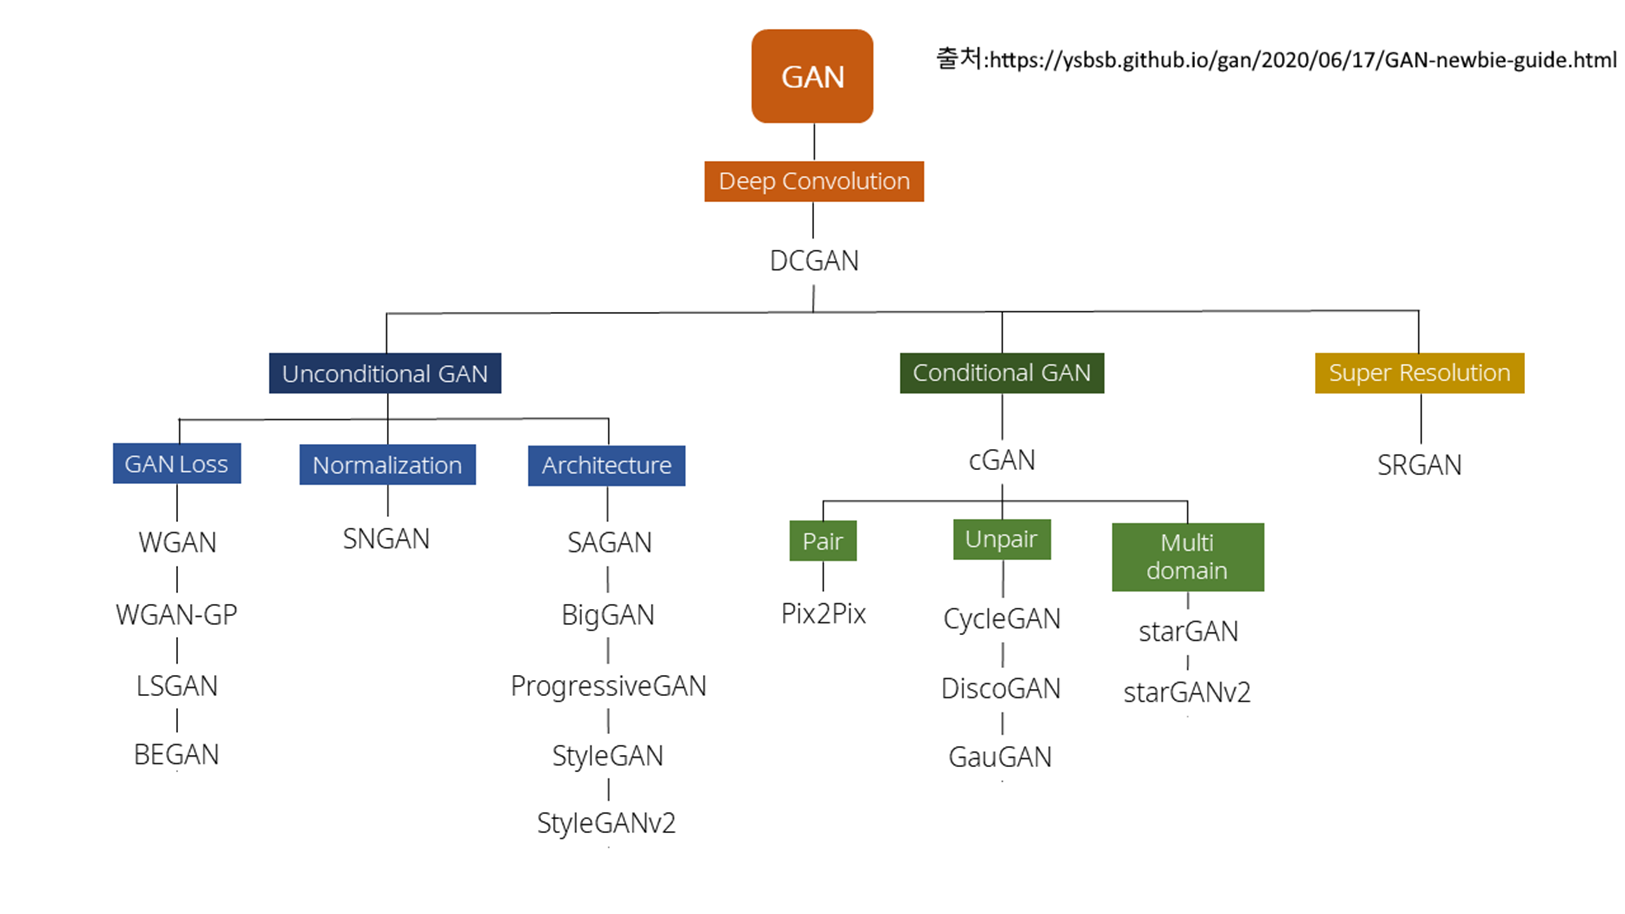 GAN
출처:https://ysbsb.github.io/gan/2020/06/17/GAN-newbie-guide.html
Deep Convolution
DCGAN
Unconditional GAN
Conditional GAN
Super Resolution
GAN Loss
Normalization
Architecture
cGAN
SRGAN
WGAN
SNGAN
SAGAN
Pair
Unpair
Multi
domain
WGAN-GP
BigGAN
Pix2Pix
CycleGAN
starGAN
LSGAN
ProgressiveGAN
DiscoGAN
starGANv2
BEGAN
StyleGAN
GauGAN
StyleGANv2